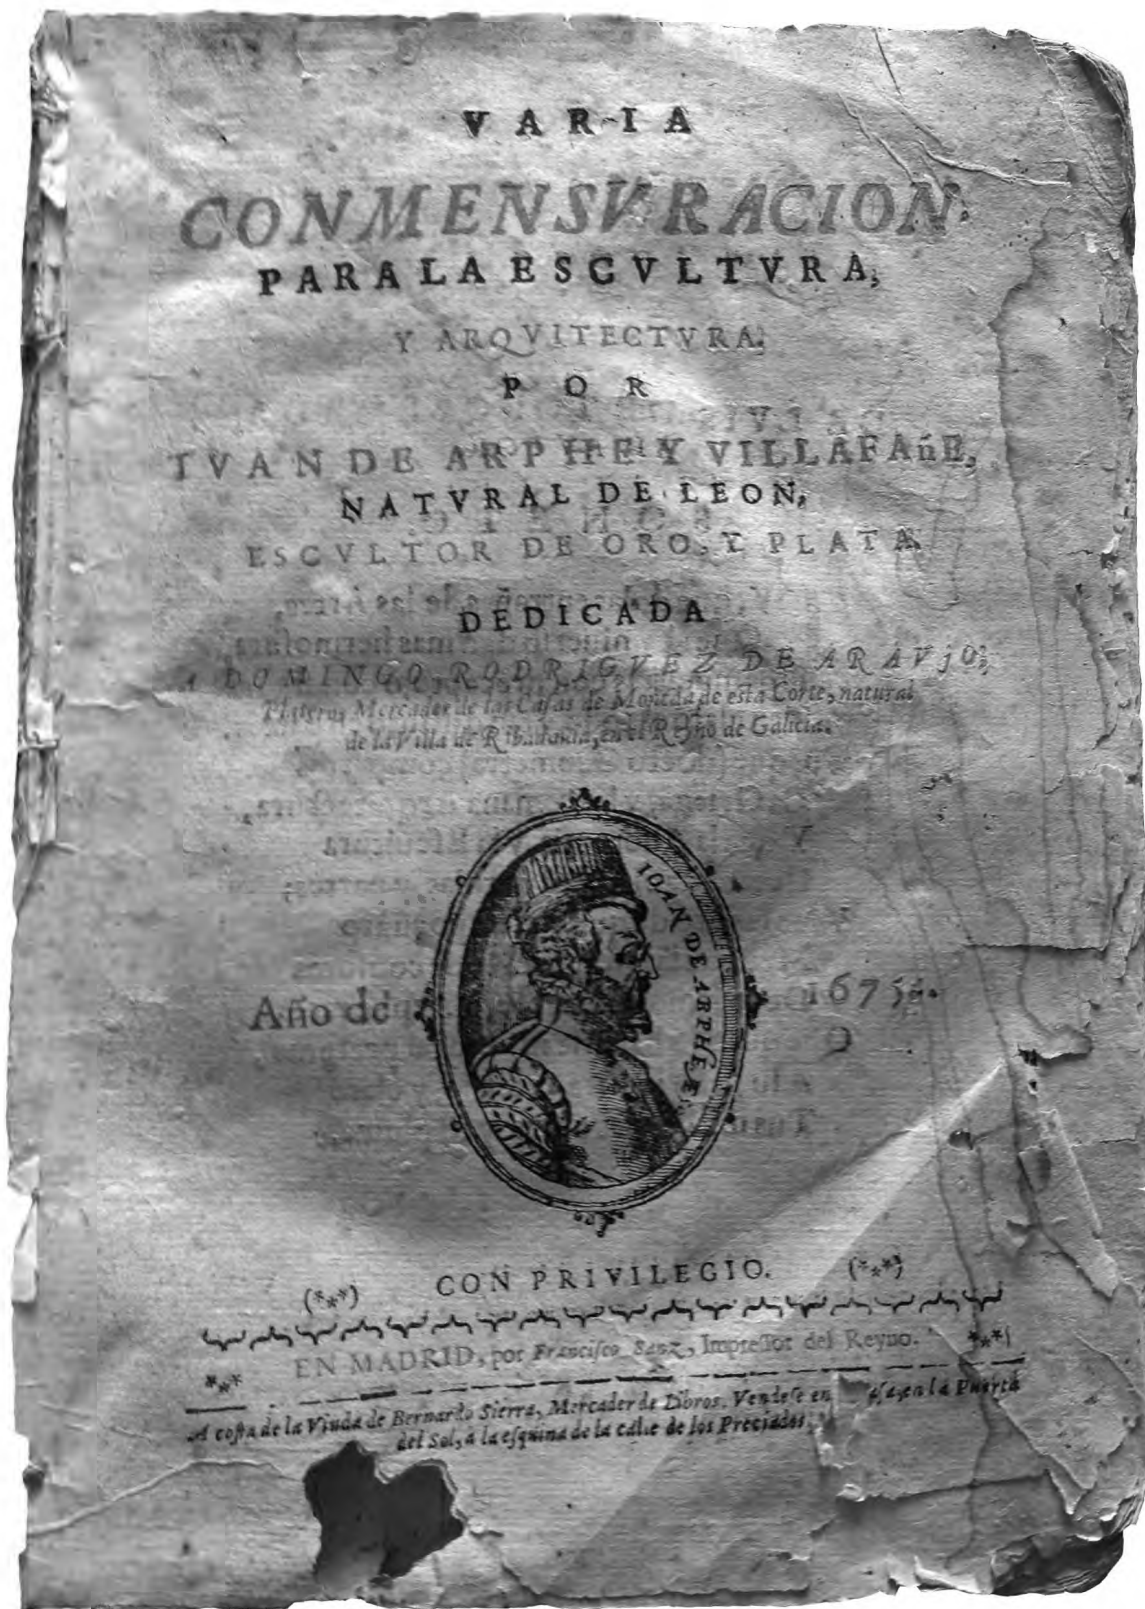 VARIA
CONMENSVRACION
PARA LA ESCVLTVRA,
Y ARQVITECTVRA,
POR
IVAN DE ARPHE Y VILLAFAñE,
NATVRAL DE LEON,
ESCVLTOR DE ORO, Y PLATA
DEDICADA
A DOMINGO RODRIGVEZ DE ARAVjO,
Platero, Mercader de las Casas de Moneda de esta Corte, natural
de la Villa de Ribadauia, en el Reyno de Galicia.
IOAN DE ARPHE
Año de 1675.
CON PRIVILEGIO.
(***) (***)
EN MADRID, por Francisco Sanz, Impressor del Reyno.
*** ***
A costa de la Viuda de Bernardo Sierra, Mercader de Libros. Vendese en en la Puerta
del Sol, a la esquina de la calle de los Preciados.